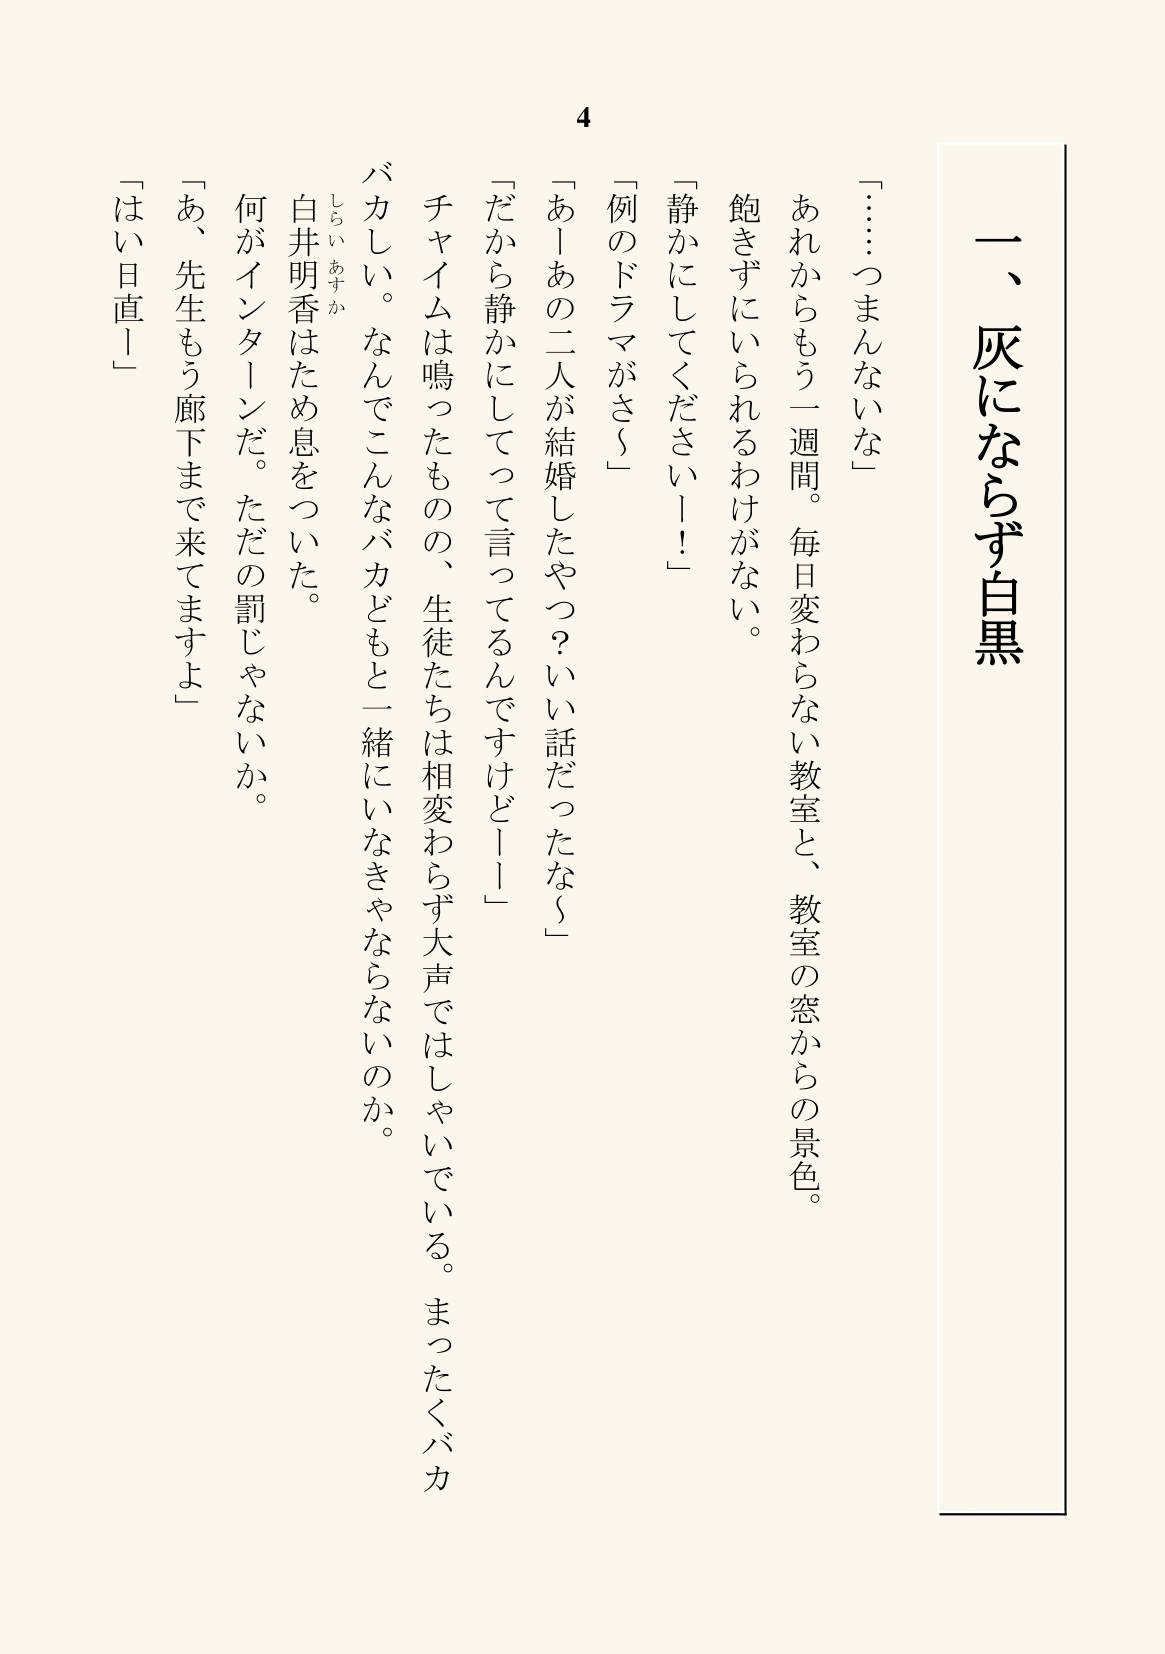 4
一、灰にならず白黒
「……つまんないな」
あれからもう一週間。毎日変わらない教室と、教室の窓からの景色。
飽きずにいられるわけがない。
「静かにしてくださいー！」
「例のドラマがさ～」
「あーあの二人が結婚したやつ？いい話だったな～」
「だから静かにしてって言ってるんですけどーー」
チャイムは鳴ったものの、生徒たちは相変わらず大声ではしゃいでいる。まったくバカ
バカしい。なんでこんなバカどもと一緒にいなきゃならないのか。
しらい あすか
白井明香はため息をついた。
何がインターンだ。ただの罰じゃないか。
「あ、先生もう廊下まで来てますよ」
「はい日直ー」